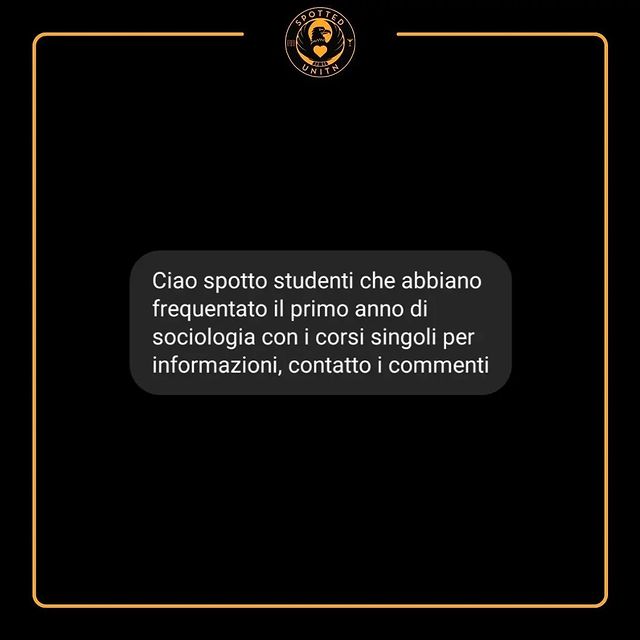 SPOTTED
UNITN
Ciao spotto studenti che abbiano
frequentato il primo anno di
sociologia con i corsi singoli per
informazioni, contatto i commenti